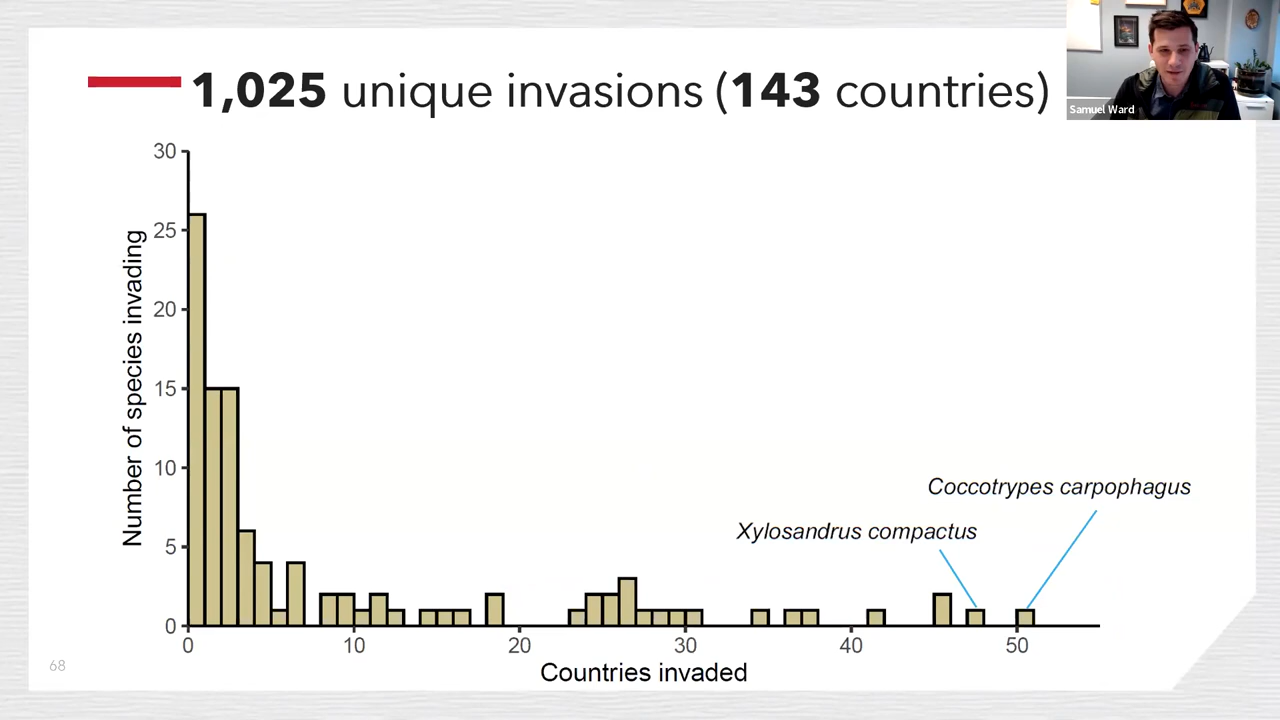 1,025 unique invasions (143 countries)
Samuel Ward
30
25
20
15
10
5
0
Number of species invading
Coccotrypes carpophagus
Xylosandrus compactus
0 10 20 30 40 50
Countries invaded
68